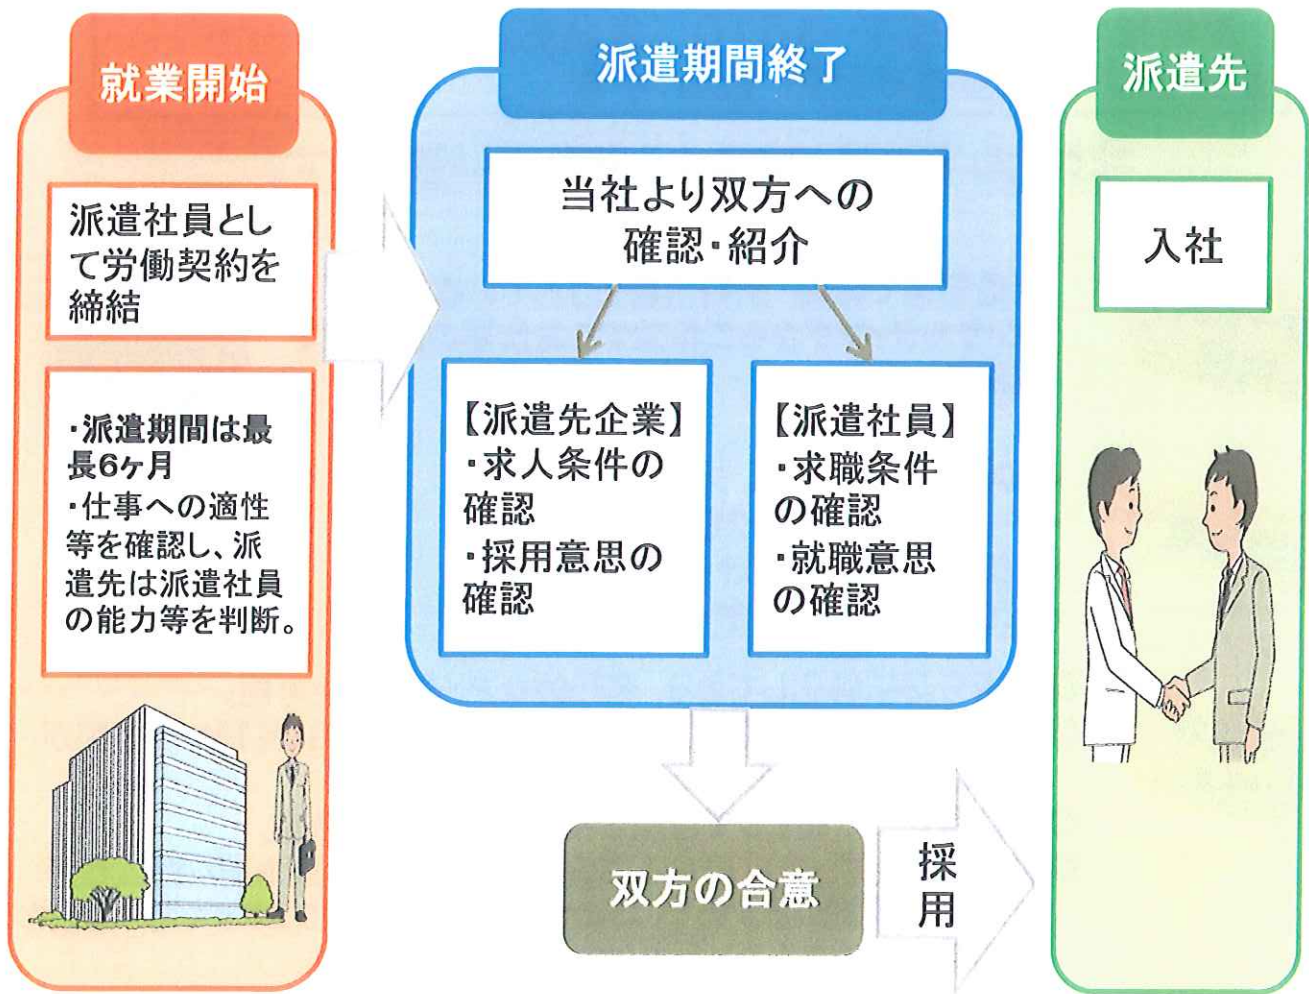 就業開始
派遣社員とし
て労働契約を
締結
・派遣期間は最
長6ヶ月
・仕事への適性
等を確認し、派
遣先は派遣社員
の能力等を判断。
派遣期間終了
当社より双方への
確認・紹介
【派遣先企業】
・求人条件の
確認
・採用意思の
確認
【派遣社員】
・求職条件
の確認
・就職意思
の確認
双方の合意
採
用
派遣先
入社